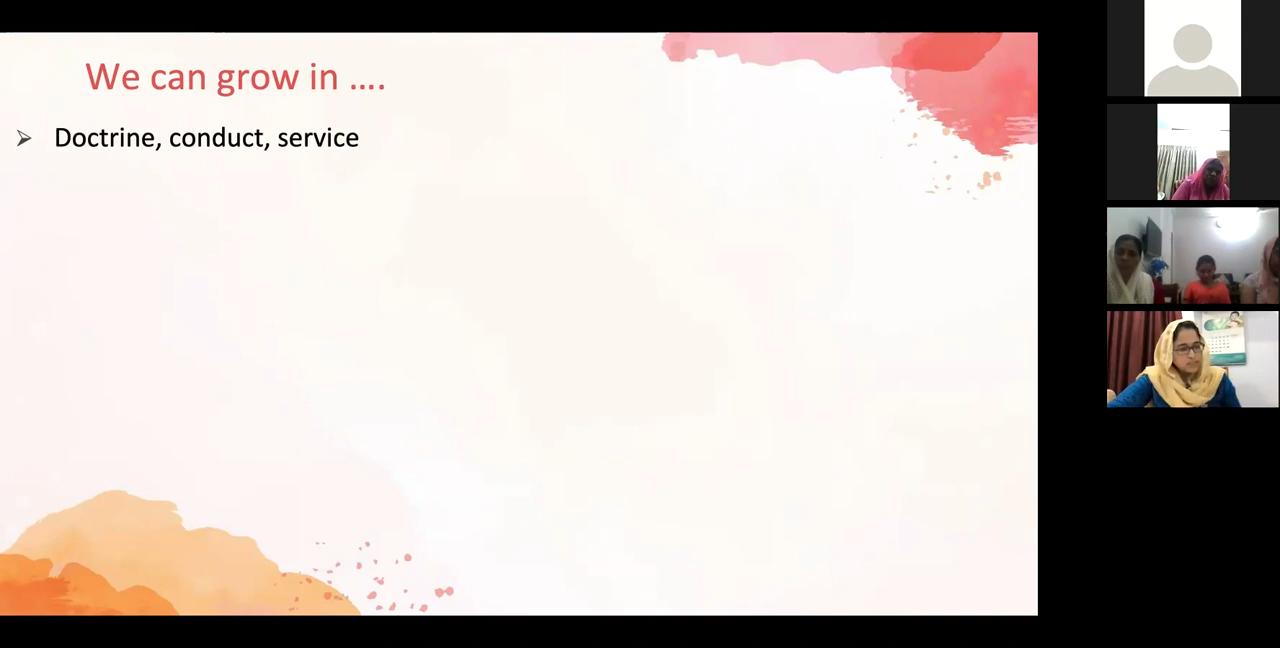 We can grow in ....
➢ Doctrine, conduct, service